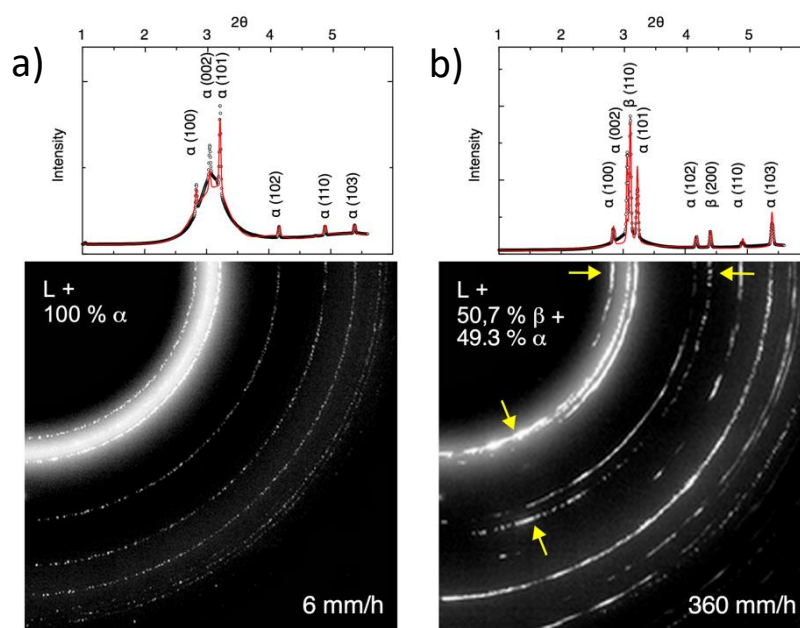 a)
2θ
1 2 3 4 5
Intensity
α (100)
α (002)
α (101)
α (102)
α (110)
α (103)
L +
100 % α
6 mm/h
b)
2θ
1 2 3 4 5
Intensity
α (100)
α (002)
β (110)
α (101)
α (102)
β (200)
α (110)
α (103)
L +
50,7 % β +
49.3 % α
360 mm/h